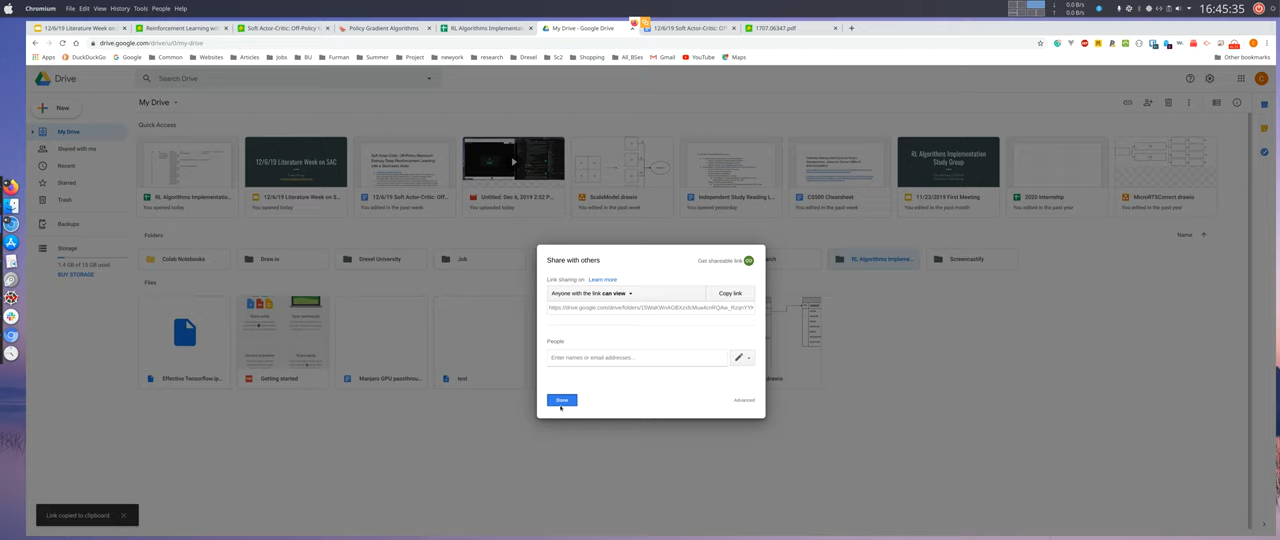 Chromium File Edit View History Tools People Help
0.0 B/s
0.0 B/s
16:45:35
12/6/19 Literature Week on
Reinforcement Learning wo
Soft Actor-Critic: Off-Policy
Policy Gradient Algorithms
RL Algorithms Implementa
My Drive - Google Drive
12/6/19 Soft Actor-Critic: Of
1707.06347.pdf
drive.google.com/drive/u/0/my-drive
Apps DuckDuckGo Google Common Websites Articles Jobs BU Furman Summer Project newyork research Drexel Sc2 Shopping All_BSes Gmail YouTube Maps Other bookmarks
Drive
Search Drive
C
New
My Drive
My Drive
Shared with me
Recent
Starred
Trash
Backups
Storage
1.4 GB of 15 GB used
BUY STORAGE
Quick Access
12/6/19 Literature Week on SAC
RL Algorithms Implementation
Study Group
RL Algorithms Implementa...
You opened today
12/6/19 Literature Week on S...
You opened today
12/6/19 Soft Actor-Critic: Off...
You edited in the past week
Untitled: Dec 6, 2019 2:52 P...
You uploaded today
ScaleModel.drawio
You edited in the past week
Independent Study Reading L...
You opened yesterday
CS500 Cheatsheet
You edited in the past week
11/23/2019 First Meeting
You edited in the past month
2020 Internship
You edited in the past year
MicroRTSCorrect.drawio
You edited in the past year
Folders
Name
Colab Notebooks
Draw.io
Drexel University
Job
RL Algorithms Impleme...
Screencastify
Files
Effective Tensorflow.ip...
Getting started
Manjaro GPU passthrou...
test
Share with others
Get shareable link
Link sharing on Learn more
Anyone with the link can view
Copy link
People
Enter names or email addresses...
Done
Advanced
Link copied to clipboard.